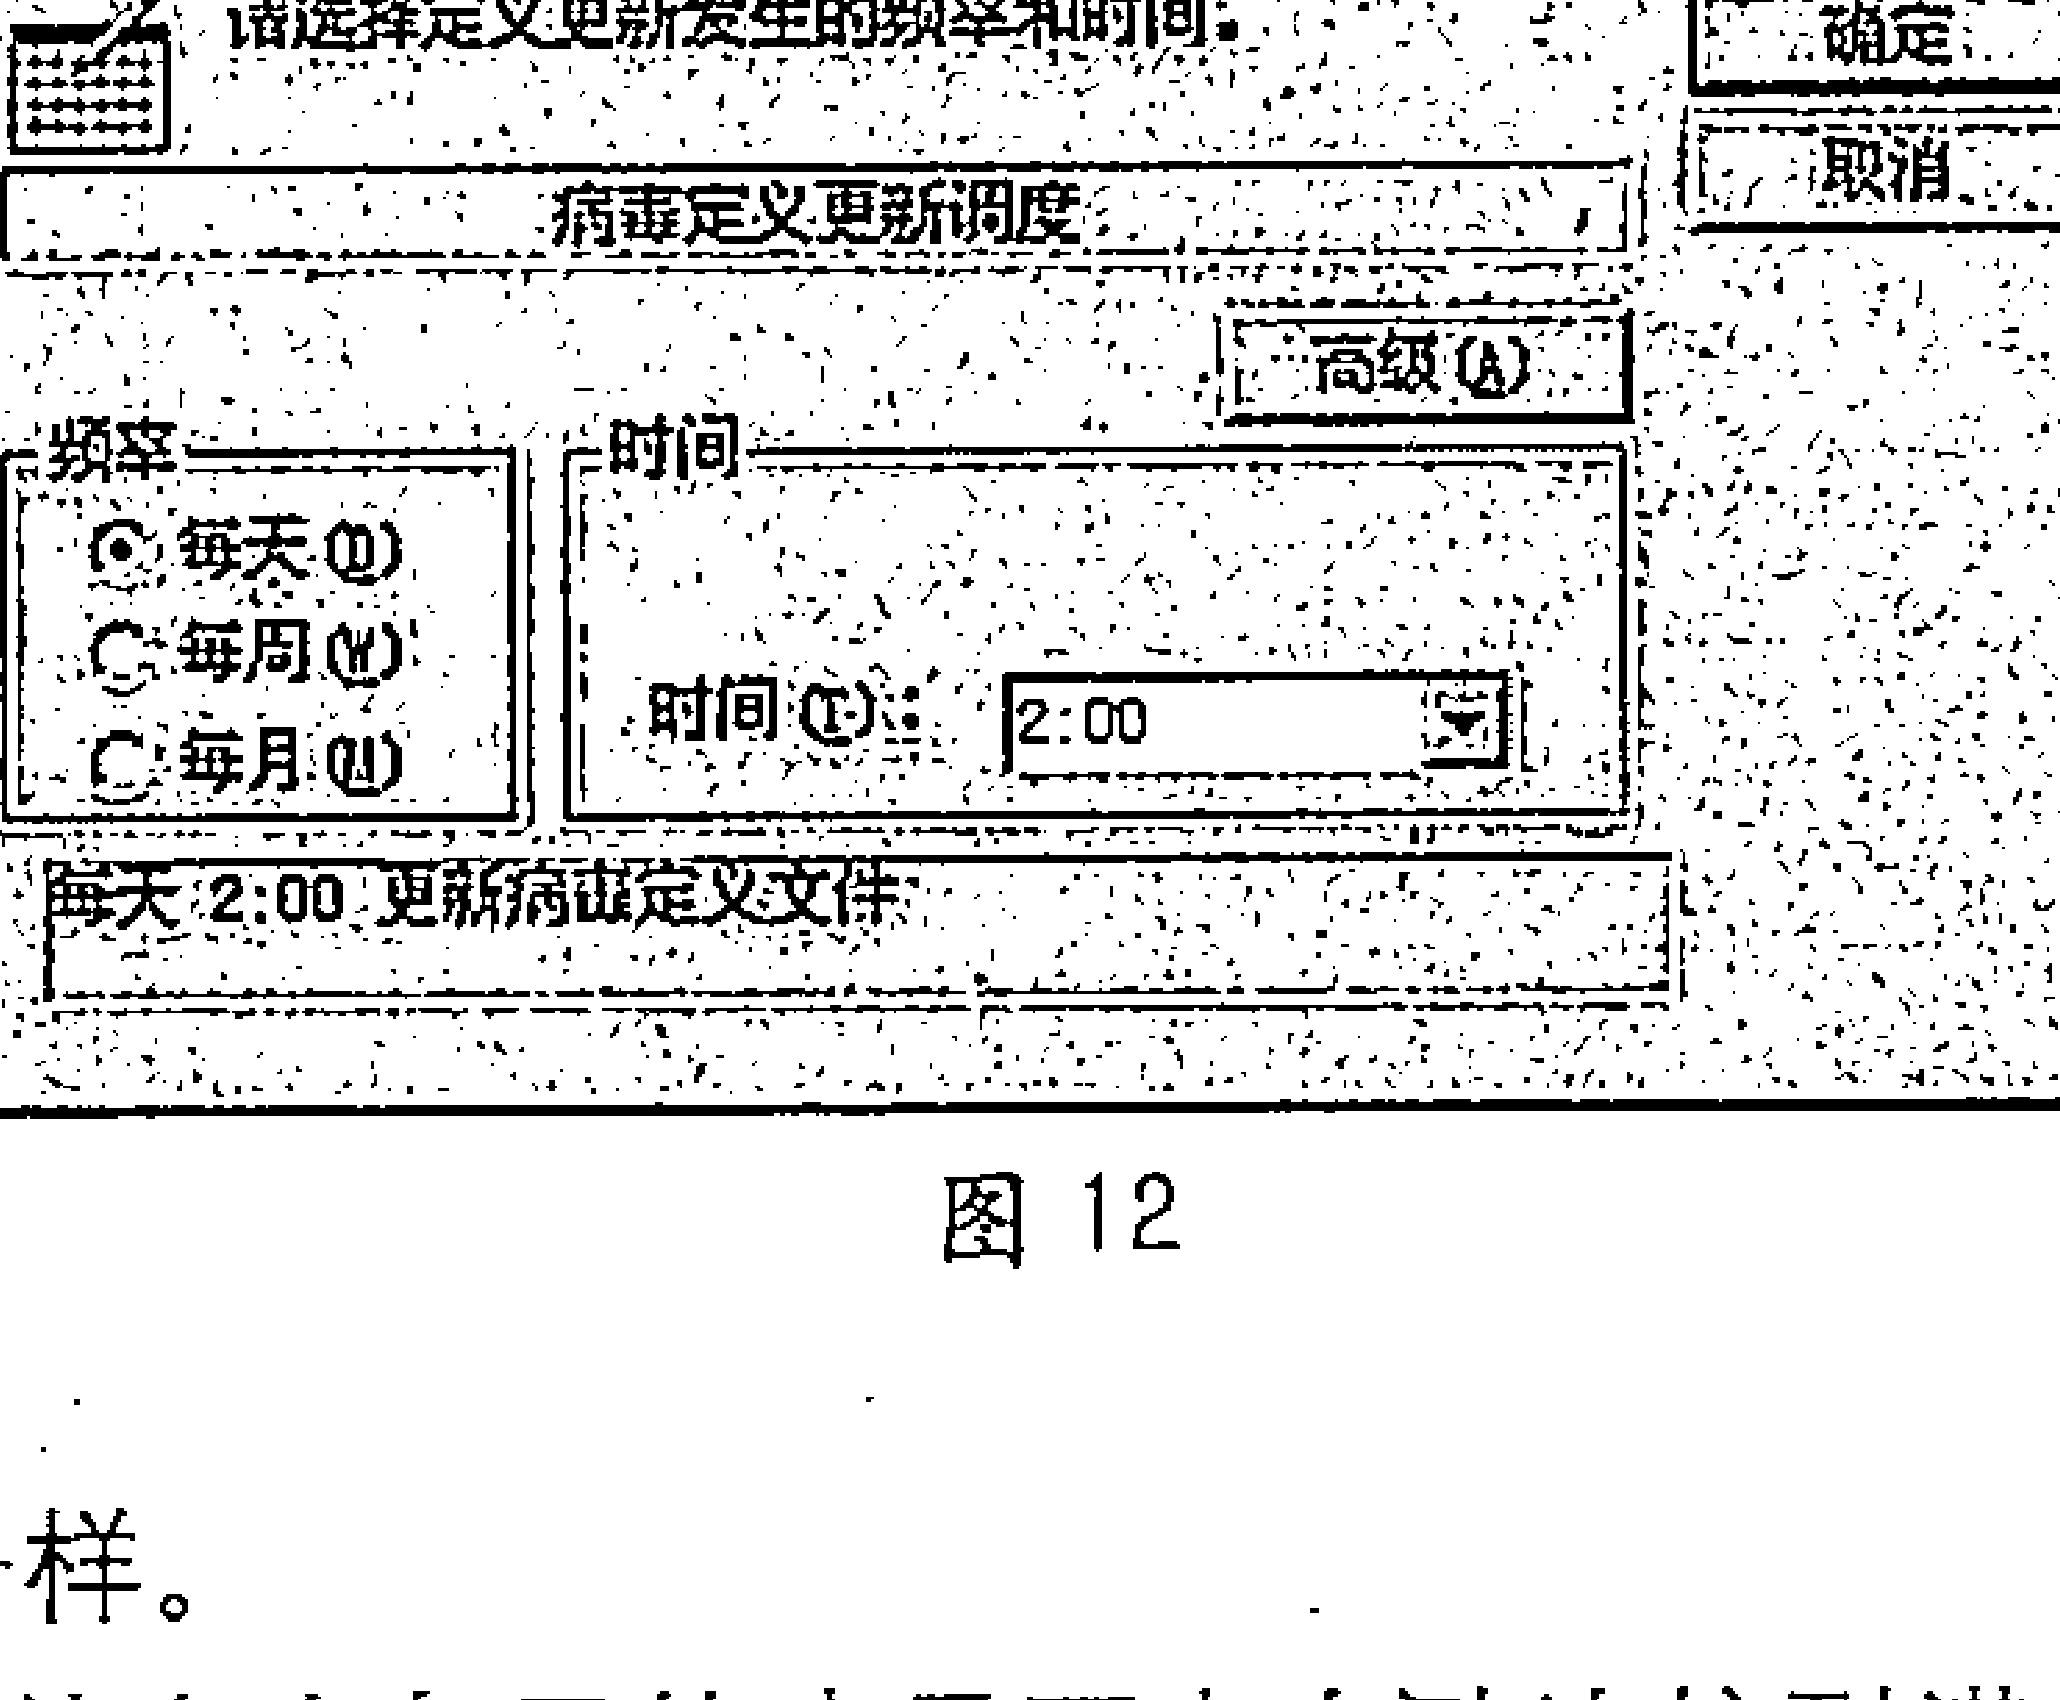 请选择定义更新发生的频率和时间:
确定
取消
病毒定义更新调度
高级(A)
频率
每天(D)
每周(W)
每月(M)
时间
时间(T):
2:00
每天 2:00 更新病毒定义文件
图 12
样。